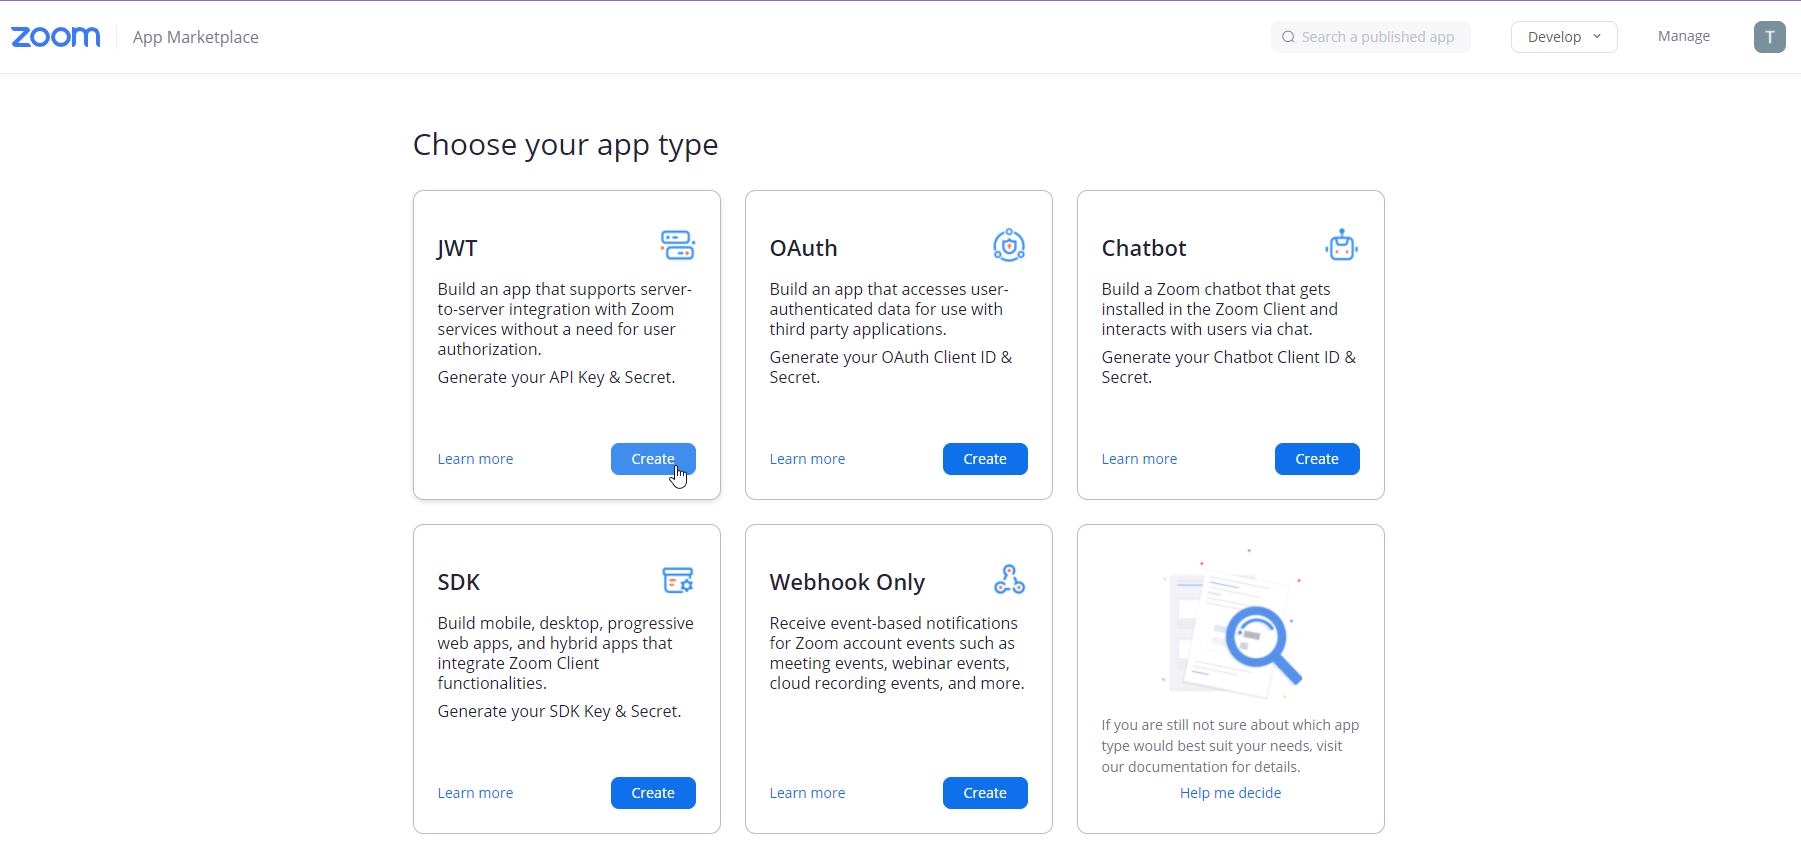 zoom App Marketplace Search a published app Develop Manage T
Choose your app type
JWT
Build an app that supports server-
to-server integration with Zoom
services without a need for user
authorization.
Generate your API Key & Secret.
Learn more Create
OAuth
Build an app that accesses user-
authenticated data for use with
third party applications.
Generate your OAuth Client ID &
Secret.
Learn more Create
Chatbot
Build a Zoom chatbot that gets
installed in the Zoom Client and
interacts with users via chat.
Generate your Chatbot Client ID &
Secret.
Learn more Create
SDK
Build mobile, desktop, progressive
web apps, and hybrid apps that
integrate Zoom Client
functionalities.
Generate your SDK Key & Secret.
Learn more Create
Webhook Only
Receive event-based notifications
for Zoom account events such as
meeting events, webinar events,
cloud recording events, and more.
Learn more Create
If you are still not sure about which app
type would best suit your needs, visit
our documentation for details.
Help me decide